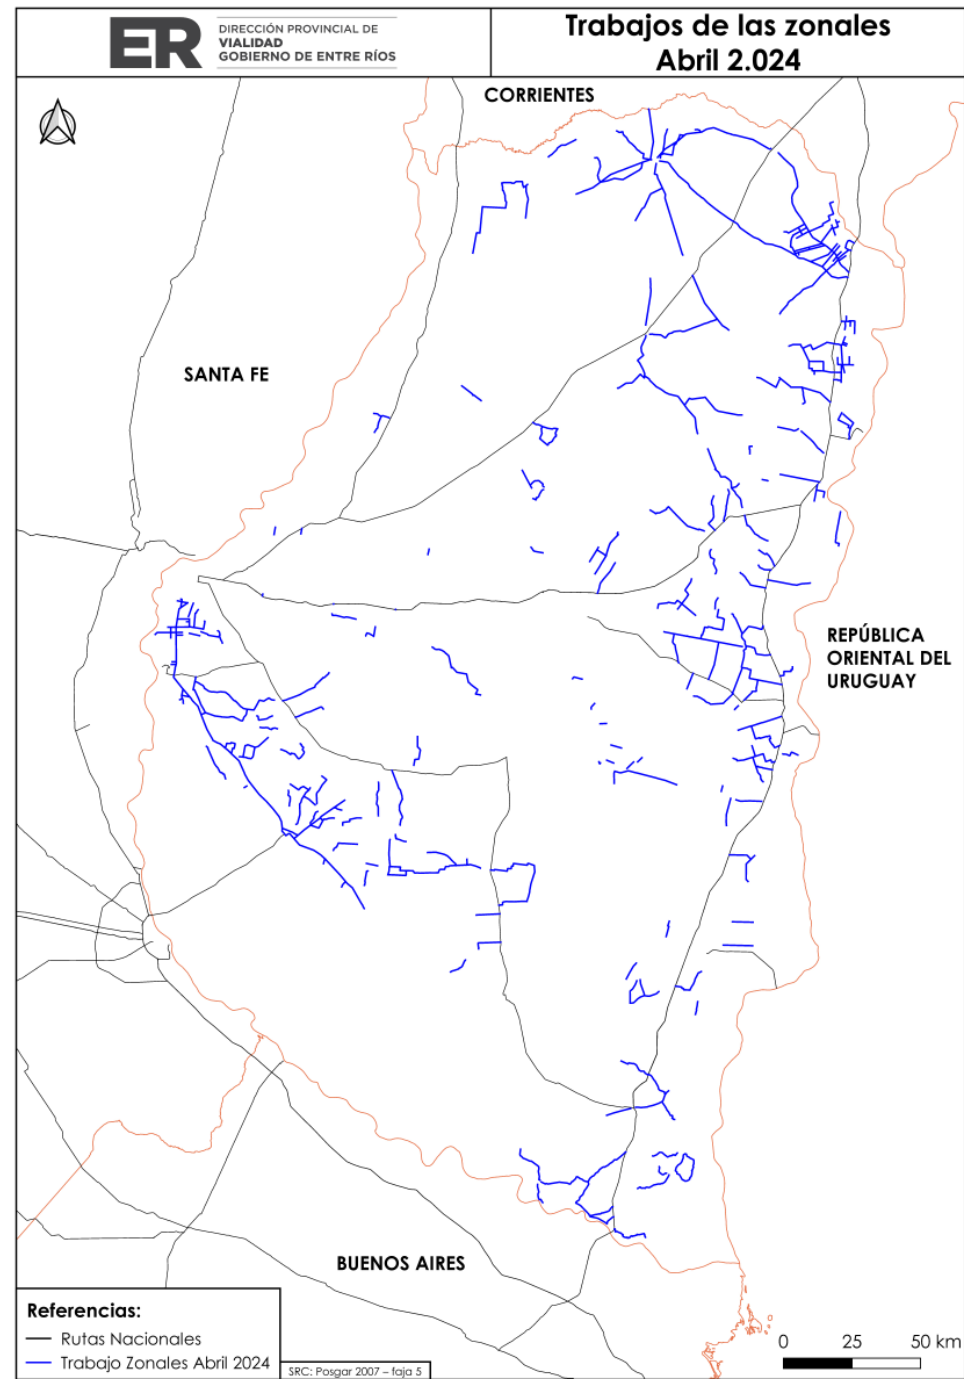 ER
DIRECCIÓN PROVINCIAL DE
VIALIDAD
GOBIERNO DE ENTRE RÍOS
Trabajos de las zonales
Abril 2.024
CORRIENTES
SANTA FE
REPÚBLICA
ORIENTAL DEL
URUGUAY
BUENOS AIRES
Referencias:
Rutas Nacionales
Trabajo Zonales Abril 2024
SRC: Posgar 2007 – faja 5
0 25 50 km